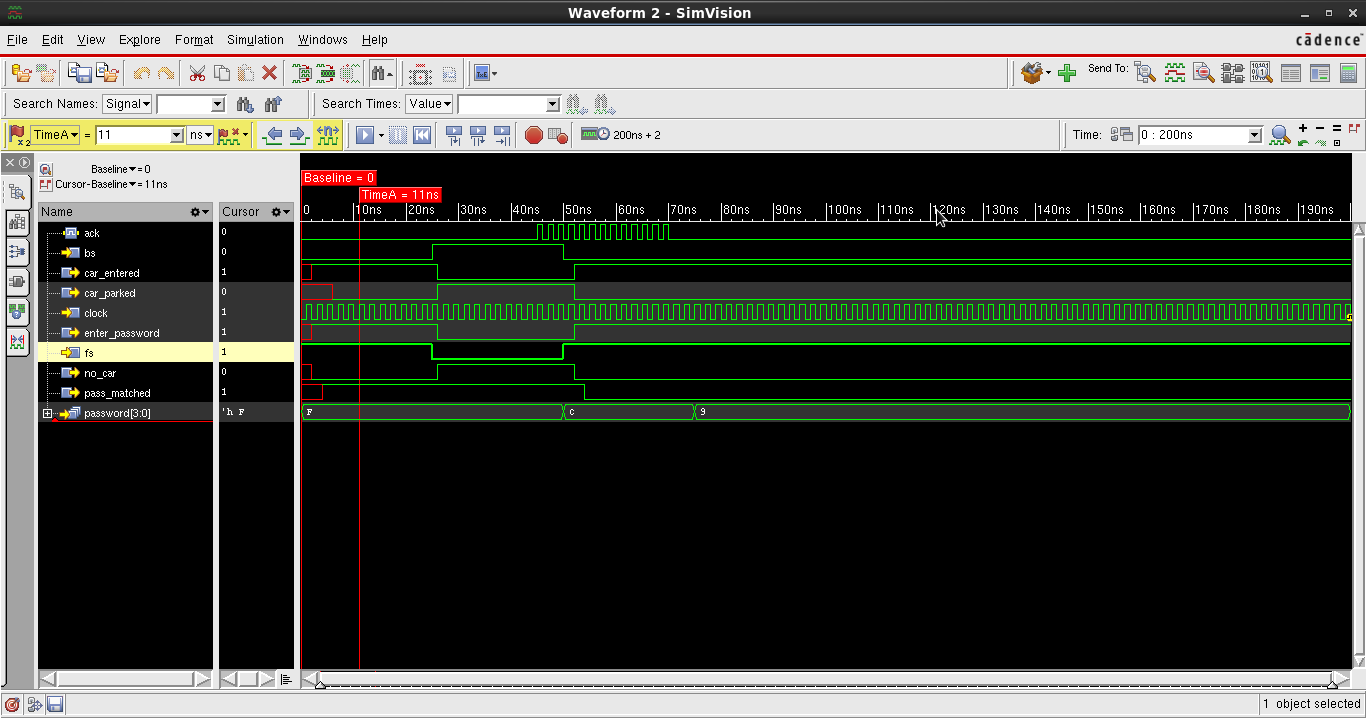 Waveform 2 - SimVision
File Edit View Explore Format Simulation Windows Help
cādence
Send To:
Search Names: Signal
Search Times: Value
TimeA = 11 ns
200ns + 2
Time: 0 : 200ns
x2
Baseline = 0
Cursor-Baseline = 11ns
Baseline = 0
TimeA = 11ns
Name Cursor
0 10ns 20ns 30ns 40ns 50ns 60ns 70ns 80ns 90ns 100ns 110ns 120ns 130ns 140ns 150ns 160ns 170ns 180ns 190ns
ack 0
bs 0
car_entered 1
car_parked 0
clock 1
enter_password 1
fs 1
no_car 0
pass_matched 1
password[3:0] 'h F F C 9
1 object selected